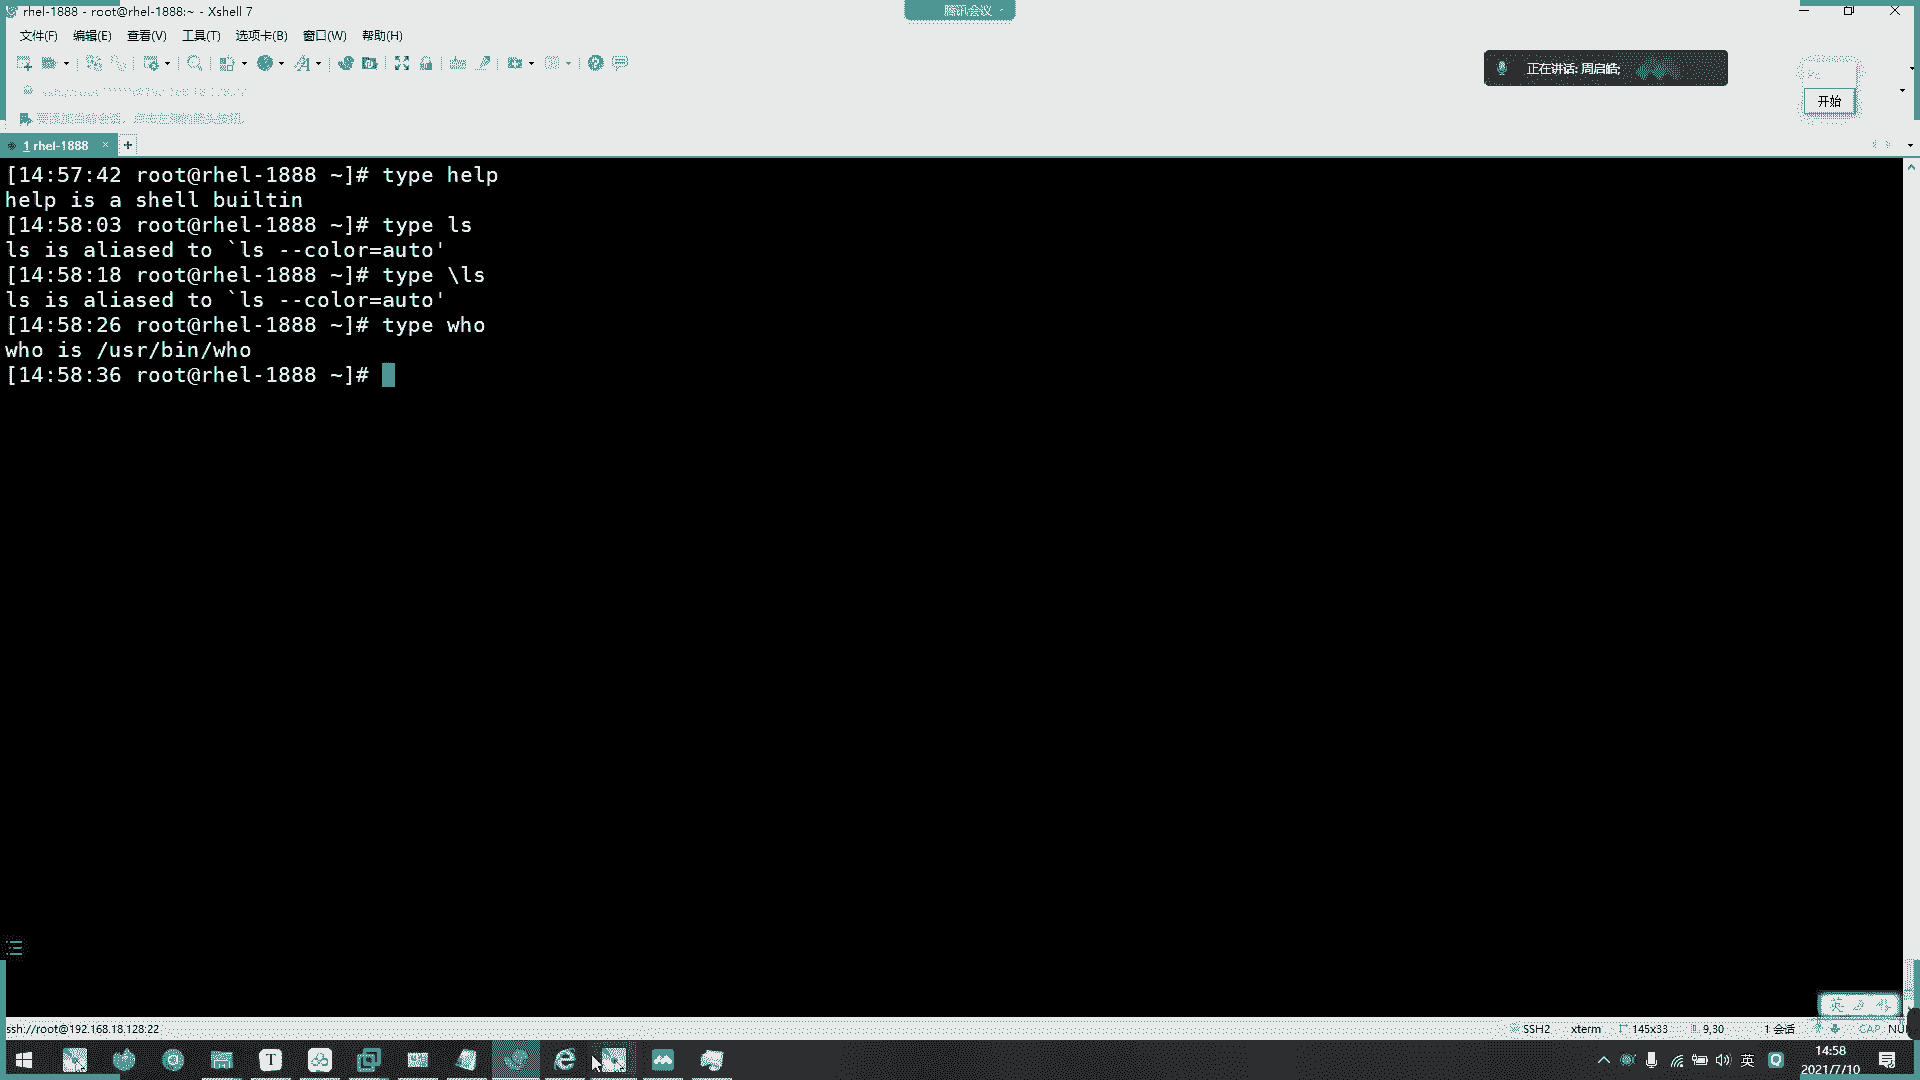 rhel-1888 - root@rhel-1888:~ - Xshell 7
腾讯会议
文件(F) 编辑(E) 查看(V) 工具(T) 选项卡(B) 窗口(W) 帮助(H)
正在讲话: 周启皓;
开始
1 rhel-1888 × +
[14:57:42 root@rhel-1888 ~]# type help
help is a shell builtin
[14:58:03 root@rhel-1888 ~]# type ls
ls is aliased to `ls --color=auto'
[14:58:18 root@rhel-1888 ~]# type \ls
ls is aliased to `ls --color=auto'
[14:58:26 root@rhel-1888 ~]# type who
who is /usr/bin/who
[14:58:36 root@rhel-1888 ~]#
英
ssh://root@192.168.18.128:22 SSH2 xterm 145x33 9,30 1 会话 CAP NU
英 14:58
2021/7/10